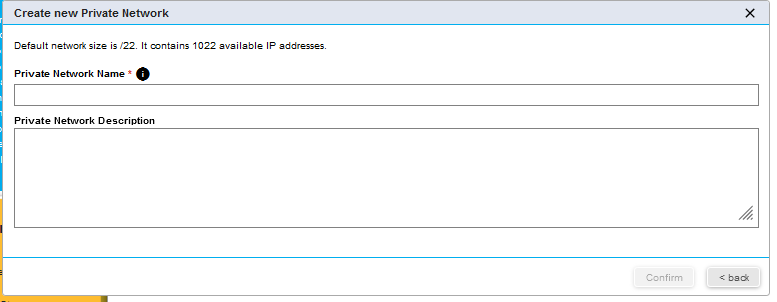 Create new Private Network
Default network size is /22. It contains 1022 available IP addresses.
Private Network Name *
Private Network Description
Confirm
< back